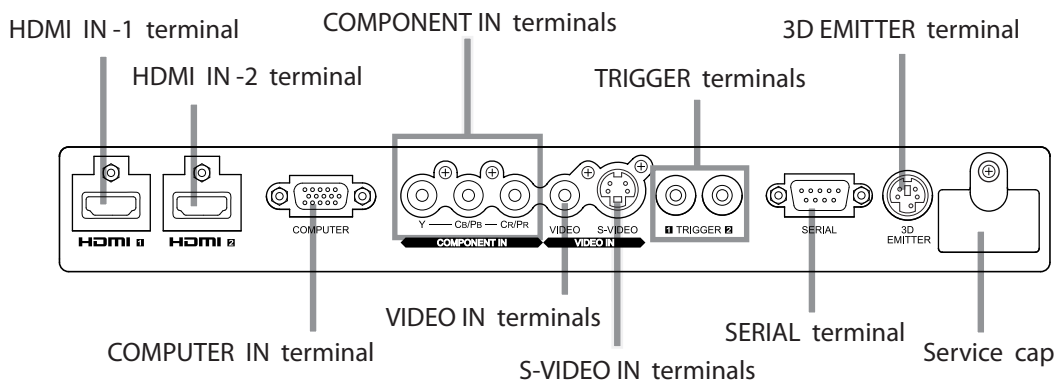 COMPONENT IN terminals
HDMI IN -1 terminal
3D EMITTER terminal
HDMI IN -2 terminal
TRIGGER terminals
HDMI 1
HDMI 2
COMPUTER
Y
CB/PB
CR/PR
COMPONENT IN
VIDEO
S-VIDEO
VIDEO IN
1 TRIGGER 2
SERIAL
3D
EMITTER
VIDEO IN terminals
SERIAL terminal
COMPUTER IN terminal
Service cap
S-VIDEO IN terminals